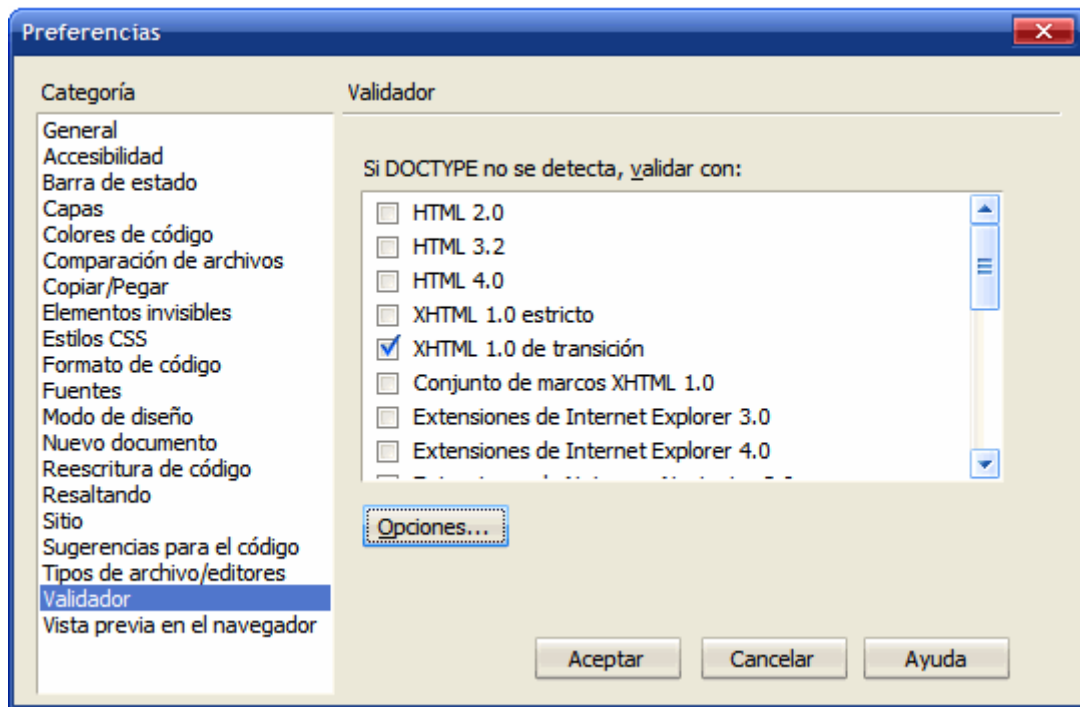 Preferencias
Categoría
Validador
General
Accesibilidad
Barra de estado
Capas
Colores de código
Comparación de archivos
Copiar/Pegar
Elementos invisibles
Estilos CSS
Formato de código
Fuentes
Modo de diseño
Nuevo documento
Reescritura de código
Resaltando
Sitio
Sugerencias para el código
Tipos de archivo/editores
Validador
Vista previa en el navegador
Si DOCTYPE no se detecta, validar con:
HTML 2.0
HTML 3.2
HTML 4.0
XHTML 1.0 estricto
XHTML 1.0 de transición
Conjunto de marcos XHTML 1.0
Extensiones de Internet Explorer 3.0
Extensiones de Internet Explorer 4.0
Opciones...
Aceptar
Cancelar
Ayuda